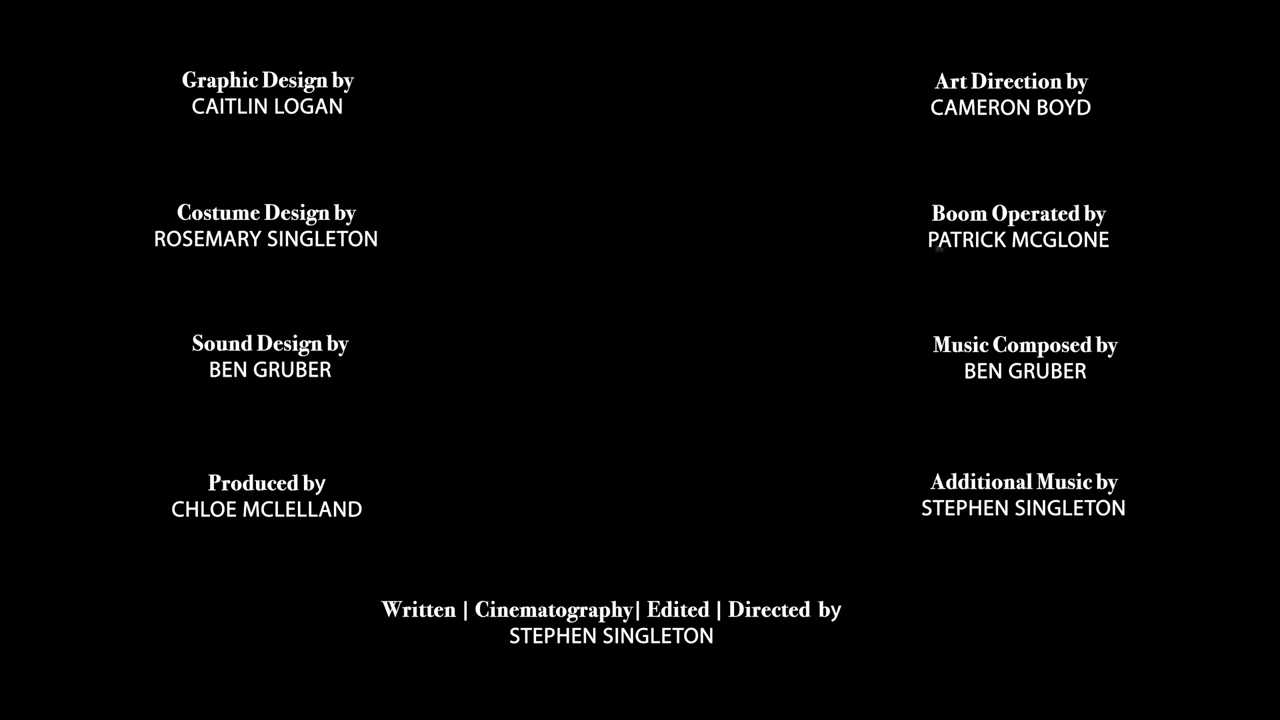 Graphic Design by
CAITLIN LOGAN
Art Direction by
CAMERON BOYD
Costume Design by
ROSEMARY SINGLETON
Boom Operated by
PATRICK MCGLONE
Sound Design by
BEN GRUBER
Music Composed by
BEN GRUBER
Produced by
CHLOE MCLELLAND
Additional Music by
STEPHEN SINGLETON
Written | Cinematography| Edited | Directed by
STEPHEN SINGLETON